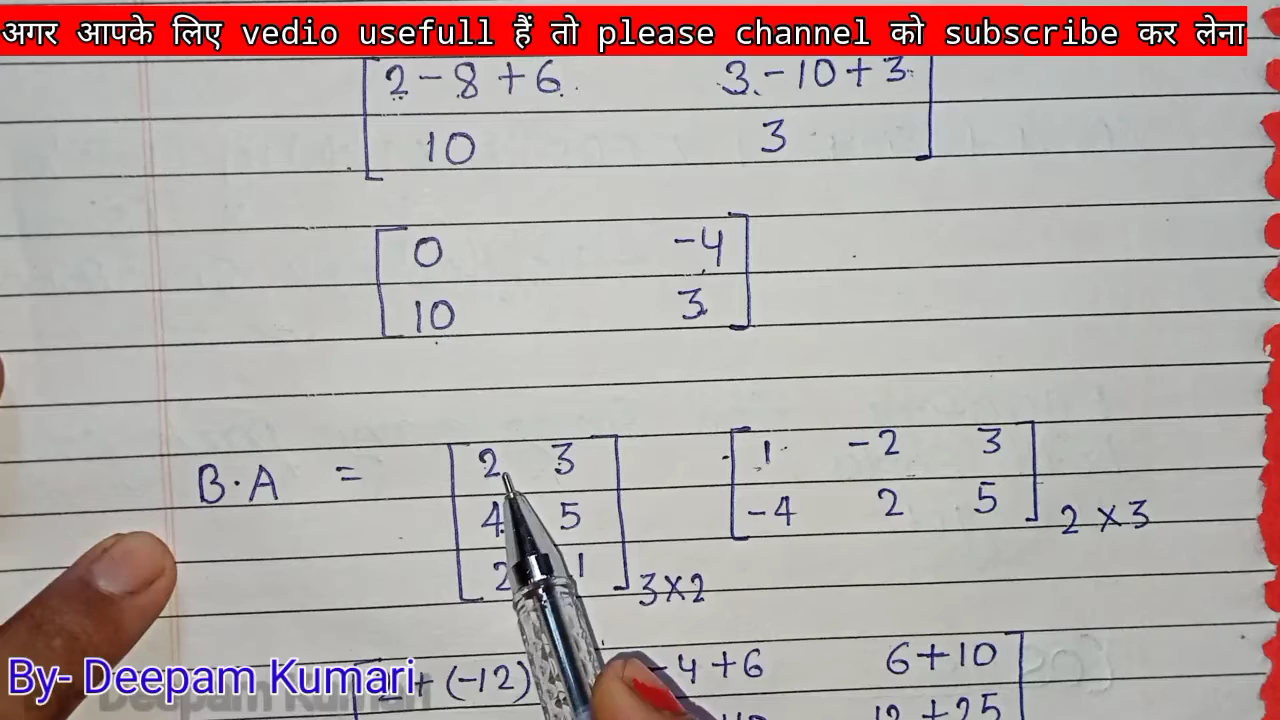 अगर आपके लिए vedio usefull हैं तो please channel को subscribe कर लेना
2 - 8 + 6 3 - 10 + 3
10 3
0 -4
10 3
B.A = 2 3 1 -2 3
4 5 -4 2 5 2 X 3
2 1 3X2
+ (-12) -4 + 6 6 + 10
12 + 25
By- Deepam Kumari